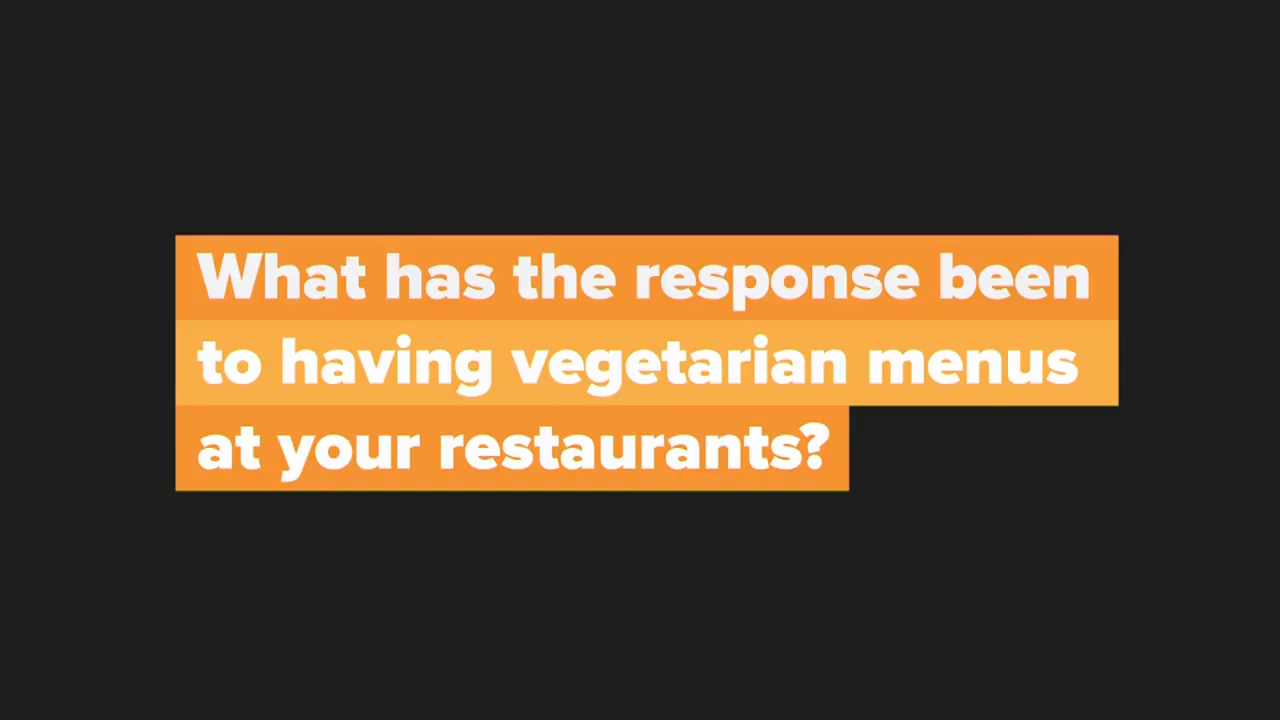 What has the response been
to having vegetarian menus
at your restaurants?